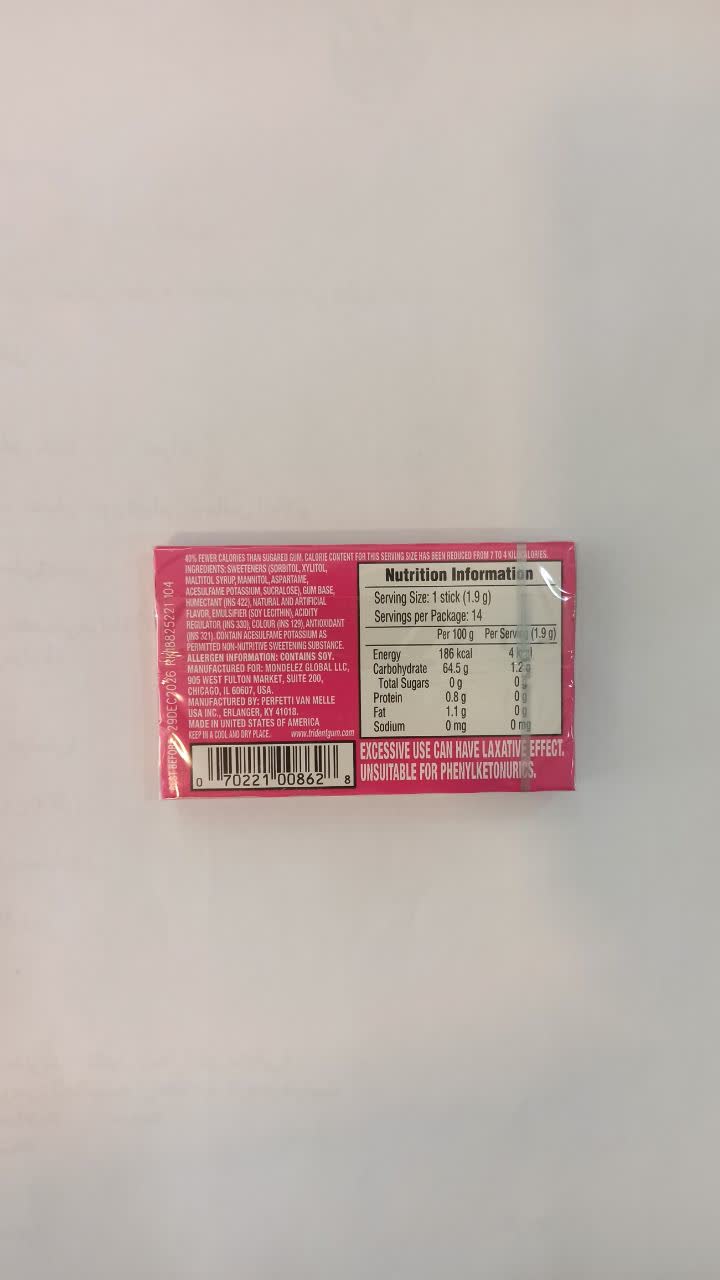 40% FEWER CALORIES THAN SUGARED GUM. CALORIE CONTENT FOR THIS SERVING SIZE HAS BEEN REDUCED FROM 7 TO 4 KILOCALORIES.
INGREDIENTS: SWEETENERS (SORBITOL, XYLITOL,
MALTITOL SYRUP, MANNITOL, ASPARTAME,
ACESULFAME POTASSIUM, SUCRALOSE), GUM BASE,
HUMECTANT (INS 422), NATURAL AND ARTIFICIAL
FLAVOR, EMULSIFIER (SOY LECITHIN), ACIDITY
REGULATOR (INS 330), COLOUR (INS 129), ANTIOXIDANT
(INS 321). CONTAIN ACESULFAME POTASSIUM AS
PERMITTED NON-NUTRITIVE SWEETENING SUBSTANCE.
ALLERGEN INFORMATION: CONTAINS SOY.
MANUFACTURED FOR: MONDELEZ GLOBAL LLC,
905 WEST FULTON MARKET, SUITE 200,
CHICAGO, IL 60607, USA.
MANUFACTURED BY: PERFETTI VAN MELLE
USA INC., ERLANGER, KY 41018.
MADE IN UNITED STATES OF AMERICA
KEEP IN A COOL AND DRY PLACE. www.tridentgum.com
0 70221 00862 8
BEST BEFORE 29DEC2026 8825221 104
Nutrition Information
Serving Size: 1 stick (1.9 g)
Servings per Package: 14
Per 100 g Per Serving (1.9 g)
Energy 186 kcal 4 kcal
Carbohydrate 64.5 g 1.2 g
Total Sugars 0 g 0 g
Protein 0.8 g 0 g
Fat 1.1 g 0 g
Sodium 0 mg 0 mg
EXCESSIVE USE CAN HAVE LAXATIVE EFFECT.
UNSUITABLE FOR PHENYLKETONURICS.